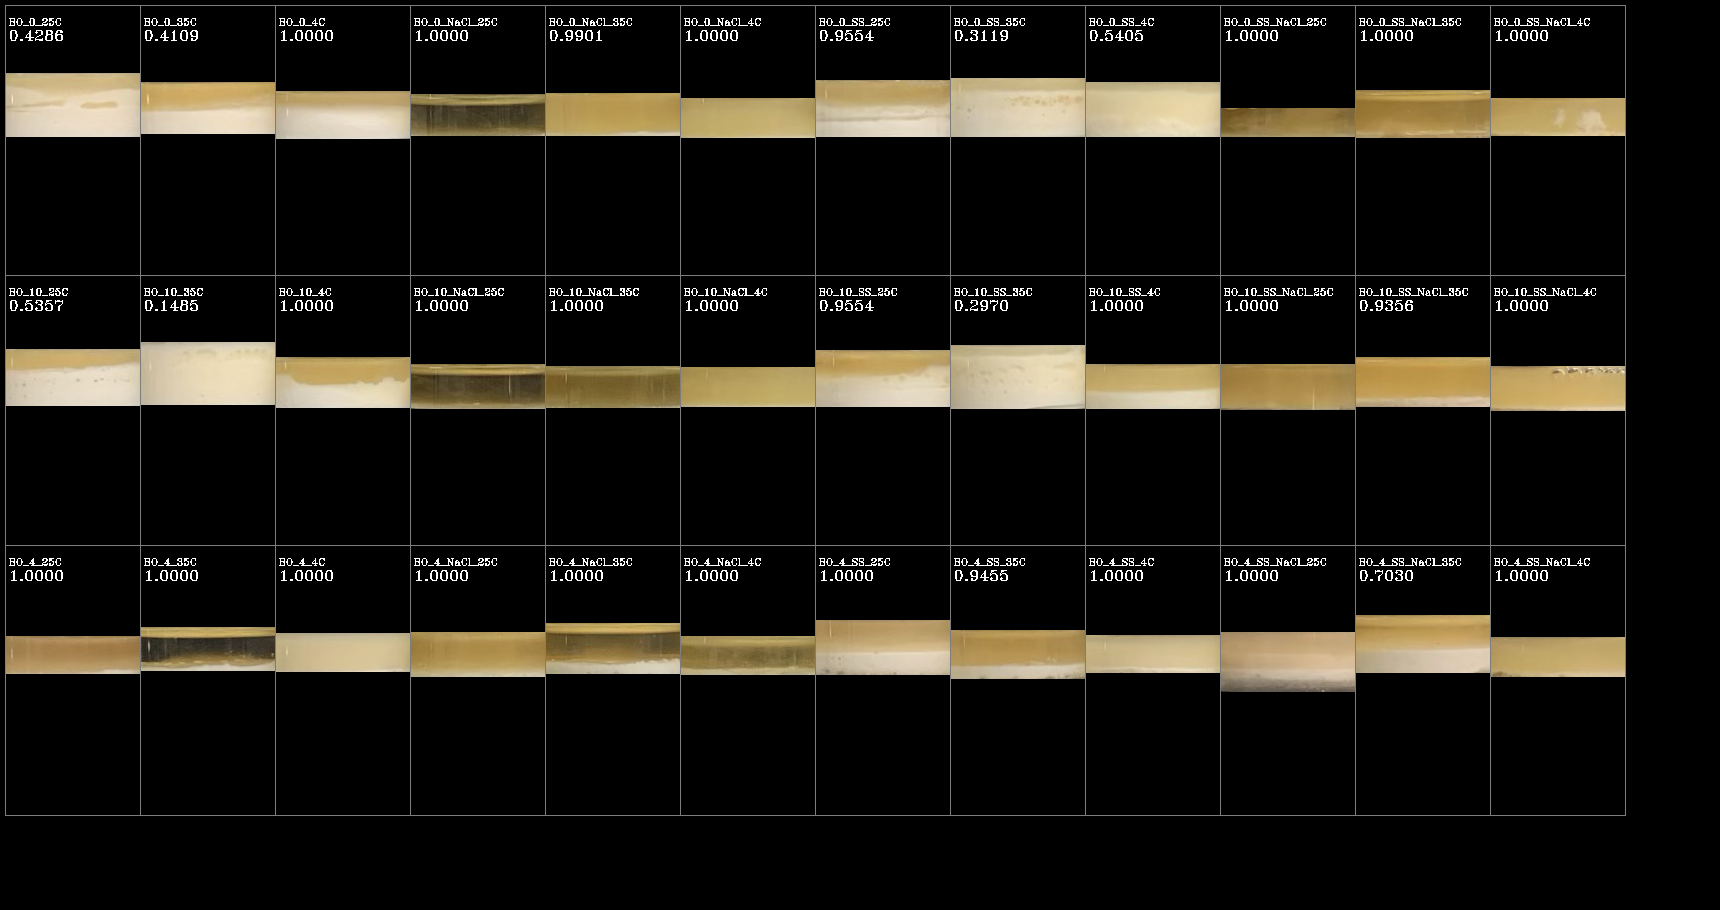 BO_0_25C
0.4286
BO_0_35C
0.4109
BO_0_4C
1.0000
BO_0_NaCl_25C
1.0000
BO_0_NaCl_35C
0.9901
BO_0_NaCl_4C
1.0000
BO_0_SS_25C
0.9554
BO_0_SS_35C
0.3119
BO_0_SS_4C
0.5405
BO_0_SS_NaCl_25C
1.0000
BO_0_SS_NaCl_35C
1.0000
BO_0_SS_NaCl_4C
1.0000
BO_10_25C
0.5357
BO_10_35C
0.1485
BO_10_4C
1.0000
BO_10_NaCl_25C
1.0000
BO_10_NaCl_35C
1.0000
BO_10_NaCl_4C
1.0000
BO_10_SS_25C
0.9554
BO_10_SS_35C
0.2970
BO_10_SS_4C
1.0000
BO_10_SS_NaCl_25C
1.0000
BO_10_SS_NaCl_35C
0.9356
BO_10_SS_NaCl_4C
1.0000
BO_4_25C
1.0000
BO_4_35C
1.0000
BO_4_4C
1.0000
BO_4_NaCl_25C
1.0000
BO_4_NaCl_35C
1.0000
BO_4_NaCl_4C
1.0000
BO_4_SS_25C
1.0000
BO_4_SS_35C
0.9455
BO_4_SS_4C
1.0000
BO_4_SS_NaCl_25C
1.0000
BO_4_SS_NaCl_35C
0.7030
BO_4_SS_NaCl_4C
1.0000